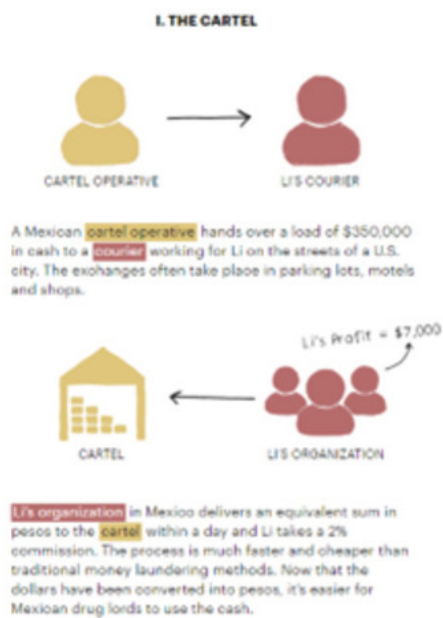 I. THE CARTEL
CARTEL OPERATIVE
LI'S COURIER
A Mexican cartel operative hands over a load of $350,000
in cash to a courier working for Li on the streets of a U.S.
city. The exchanges often take place in parking lots, motels
and shops.
Li's Profit = $7,000
CARTEL
LI'S ORGANIZATION
Li's organization in Mexico delivers an equivalent sum in
pesos to the cartel within a day and Li takes a 2%
commission. The process is much faster and cheaper than
traditional money laundering methods. Now that the
dollars have been converted into pesos, it's easier for
Mexican drug lords to use the cash.